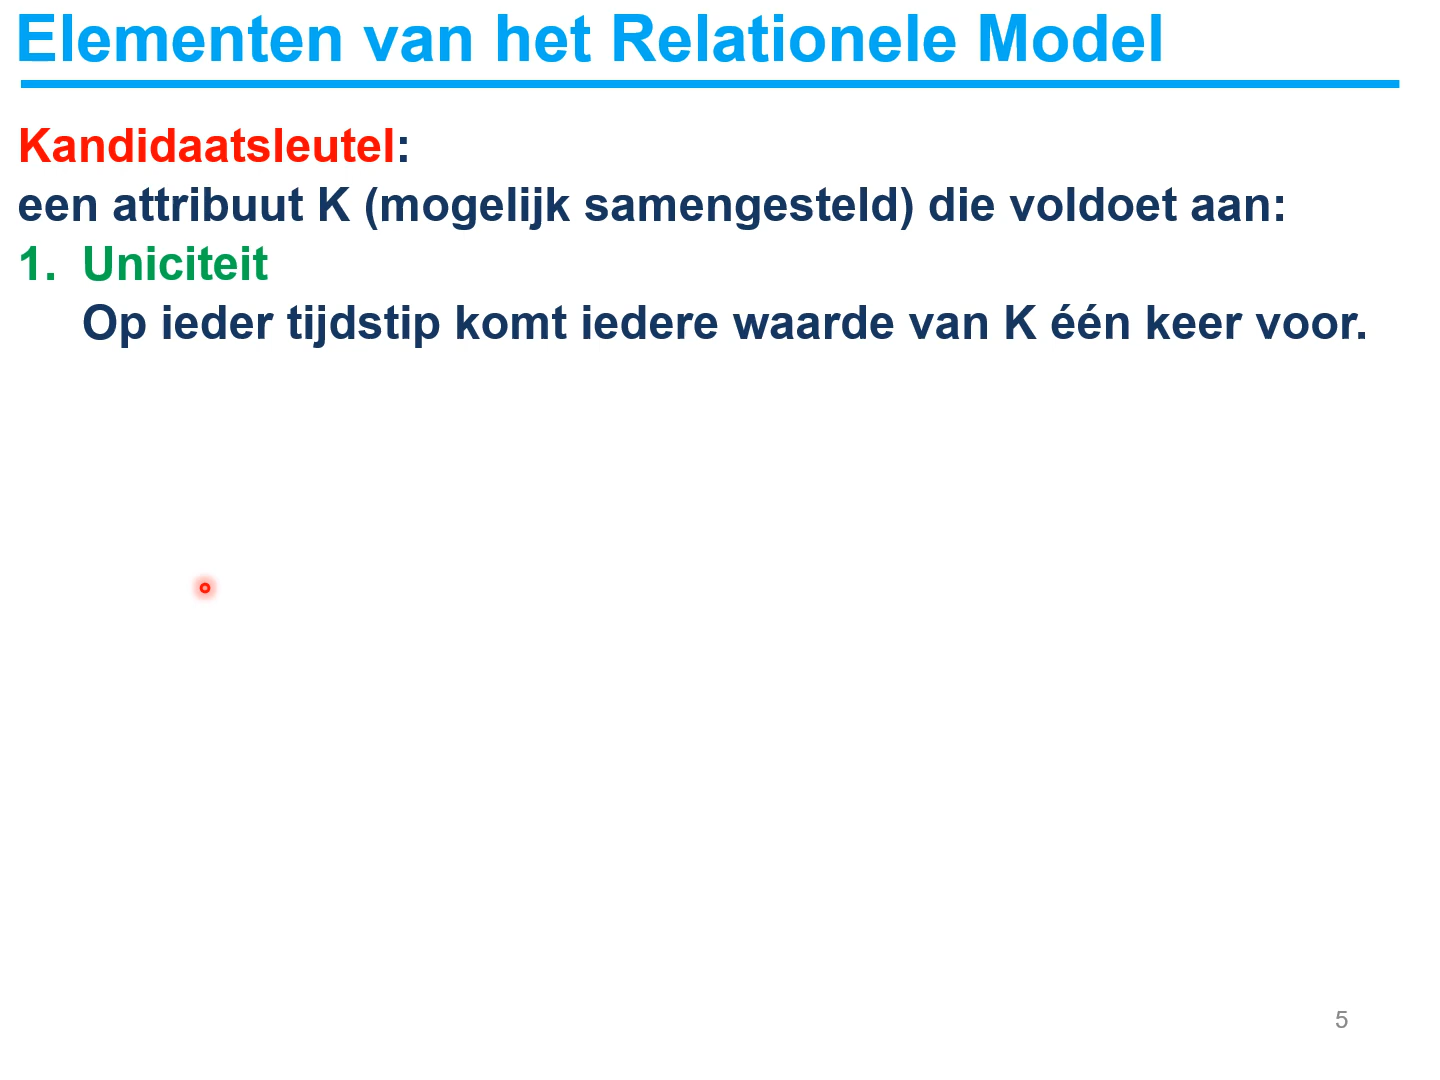 Elementen van het Relationele Model
Kandidaatsleutel:
een attribuut K (mogelijk samengesteld) die voldoet aan:
1. Uniciteit
Op ieder tijdstip komt iedere waarde van K één keer voor.
5